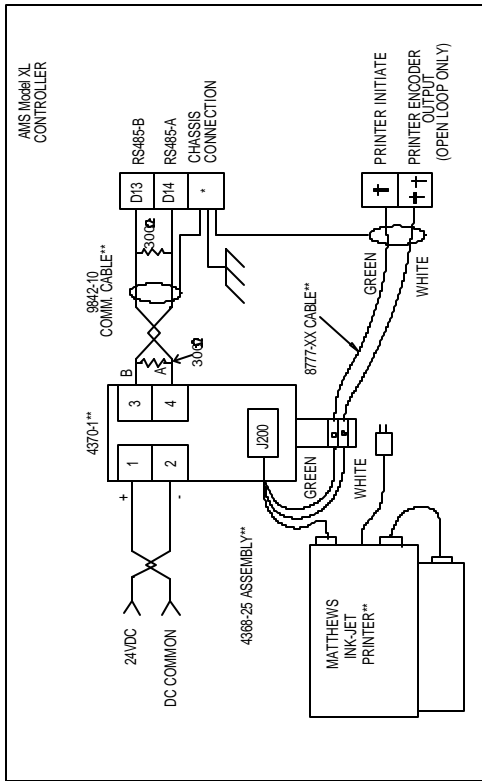 AMS Model XL
CONTROLLER
RS485-B
RS485-A
CHASSIS
CONNECTION
D13
D14
*
300Ω
9842-10
COMM. CABLE**
B
A
300Ω
4370-1**
3
4
1
2
+
-
24VDC
DC COMMON
J200
4368-25 ASSEMBLY**
GREEN
WHITE
8777-XX CABLE**
GREEN
WHITE
†
††
PRINTER INITIATE
PRINTER ENCODER
OUTPUT
(OPEN LOOP ONLY)
MATTHEWS
INK-JET
PRINTER**